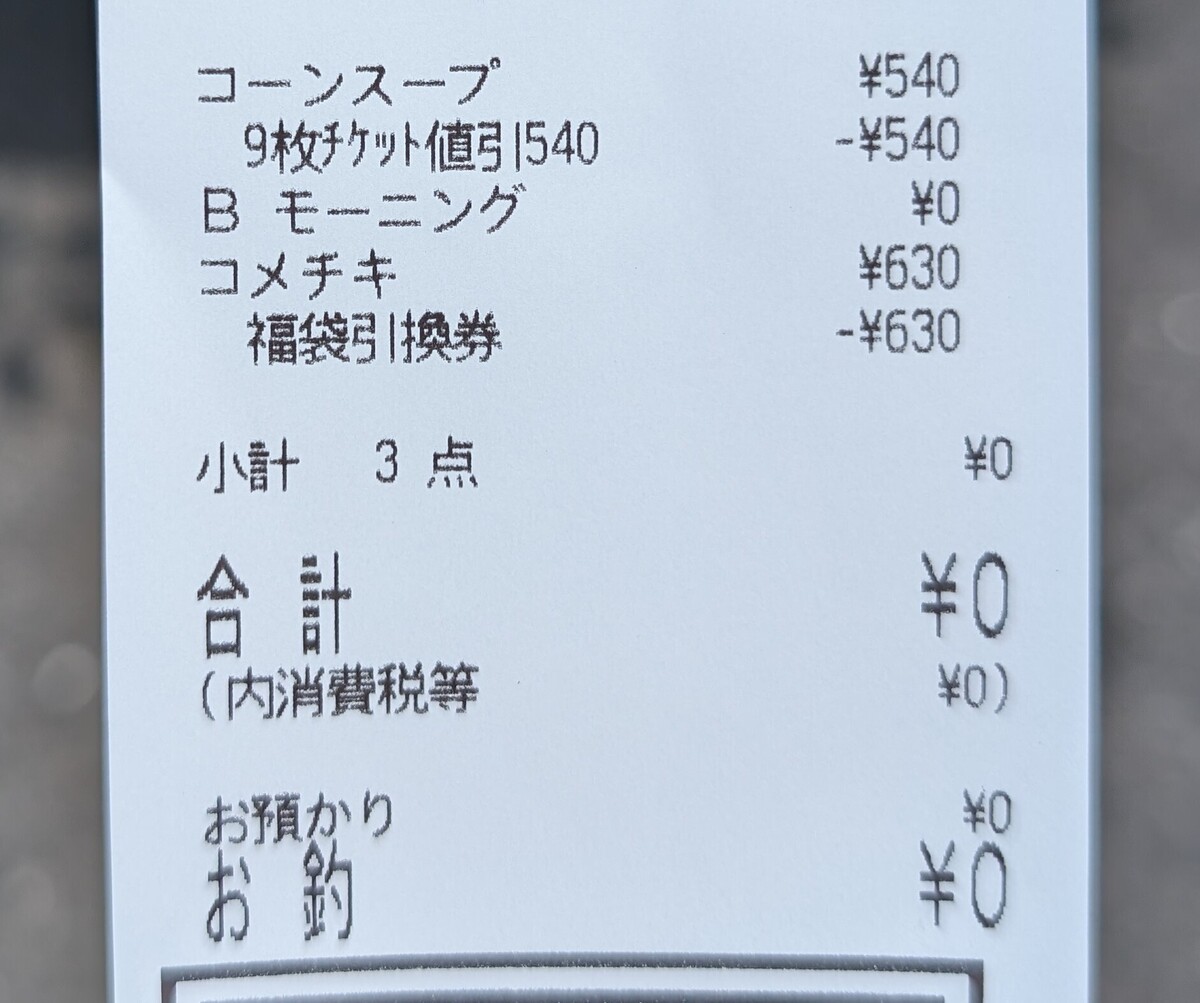 コーンスープ ¥540
9枚ﾁｹｯﾄ値引540 -¥540
B モーニング ¥0
コメチキ ¥630
福袋引換券 -¥630
小計 3 点 ¥0
合 計 ¥0
(内消費税等 ¥0)
お預かり ¥0
お 釣 ¥0